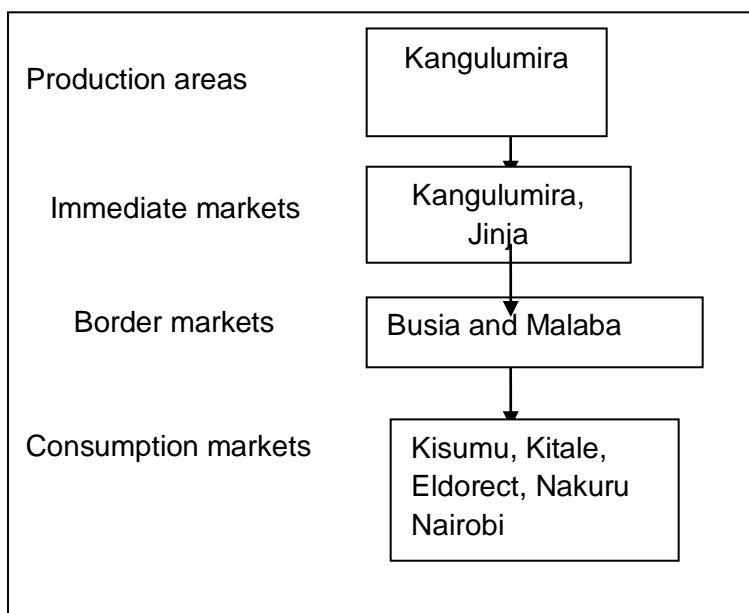 Production areas
Kangulumira
Immediate markets
Kangulumira,
Jinja
Border markets
Busia and Malaba
Consumption markets
Kisumu, Kitale,
Eldorect, Nakuru
Nairobi